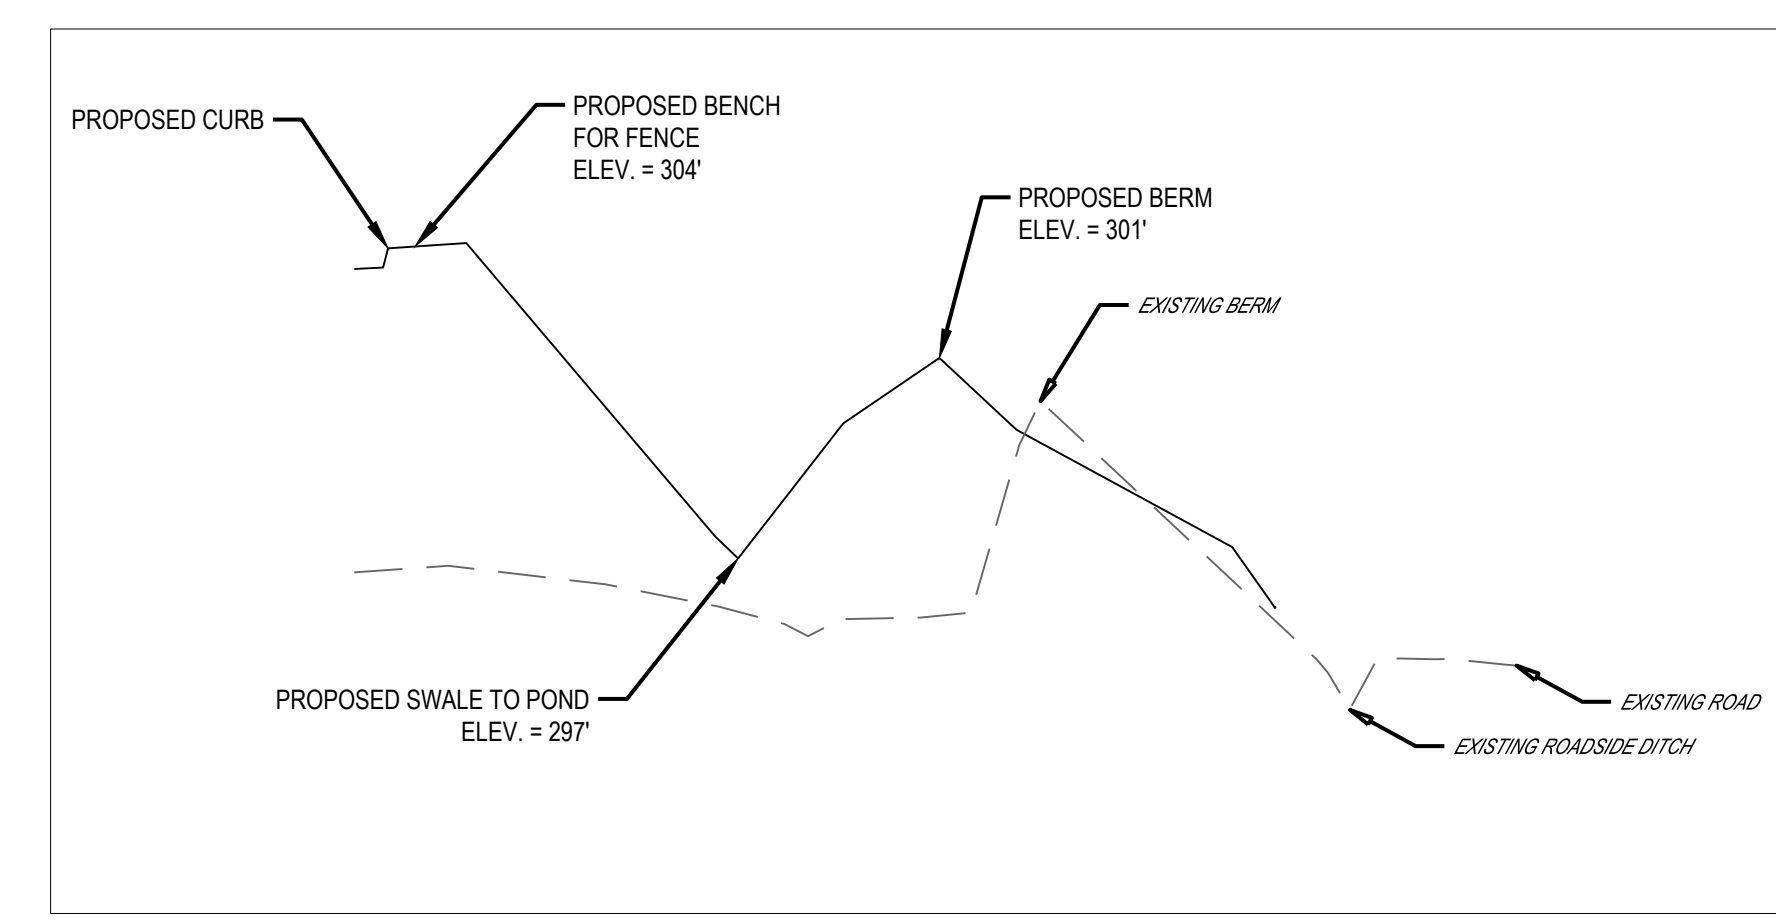 PROPOSED CURB
PROPOSED BENCH
FOR FENCE
ELEV. = 304'
PROPOSED BERM
ELEV. = 301'
EXISTING BERM
PROPOSED SWALE TO POND
ELEV. = 297'
EXISTING ROAD
EXISTING ROADSIDE DITCH